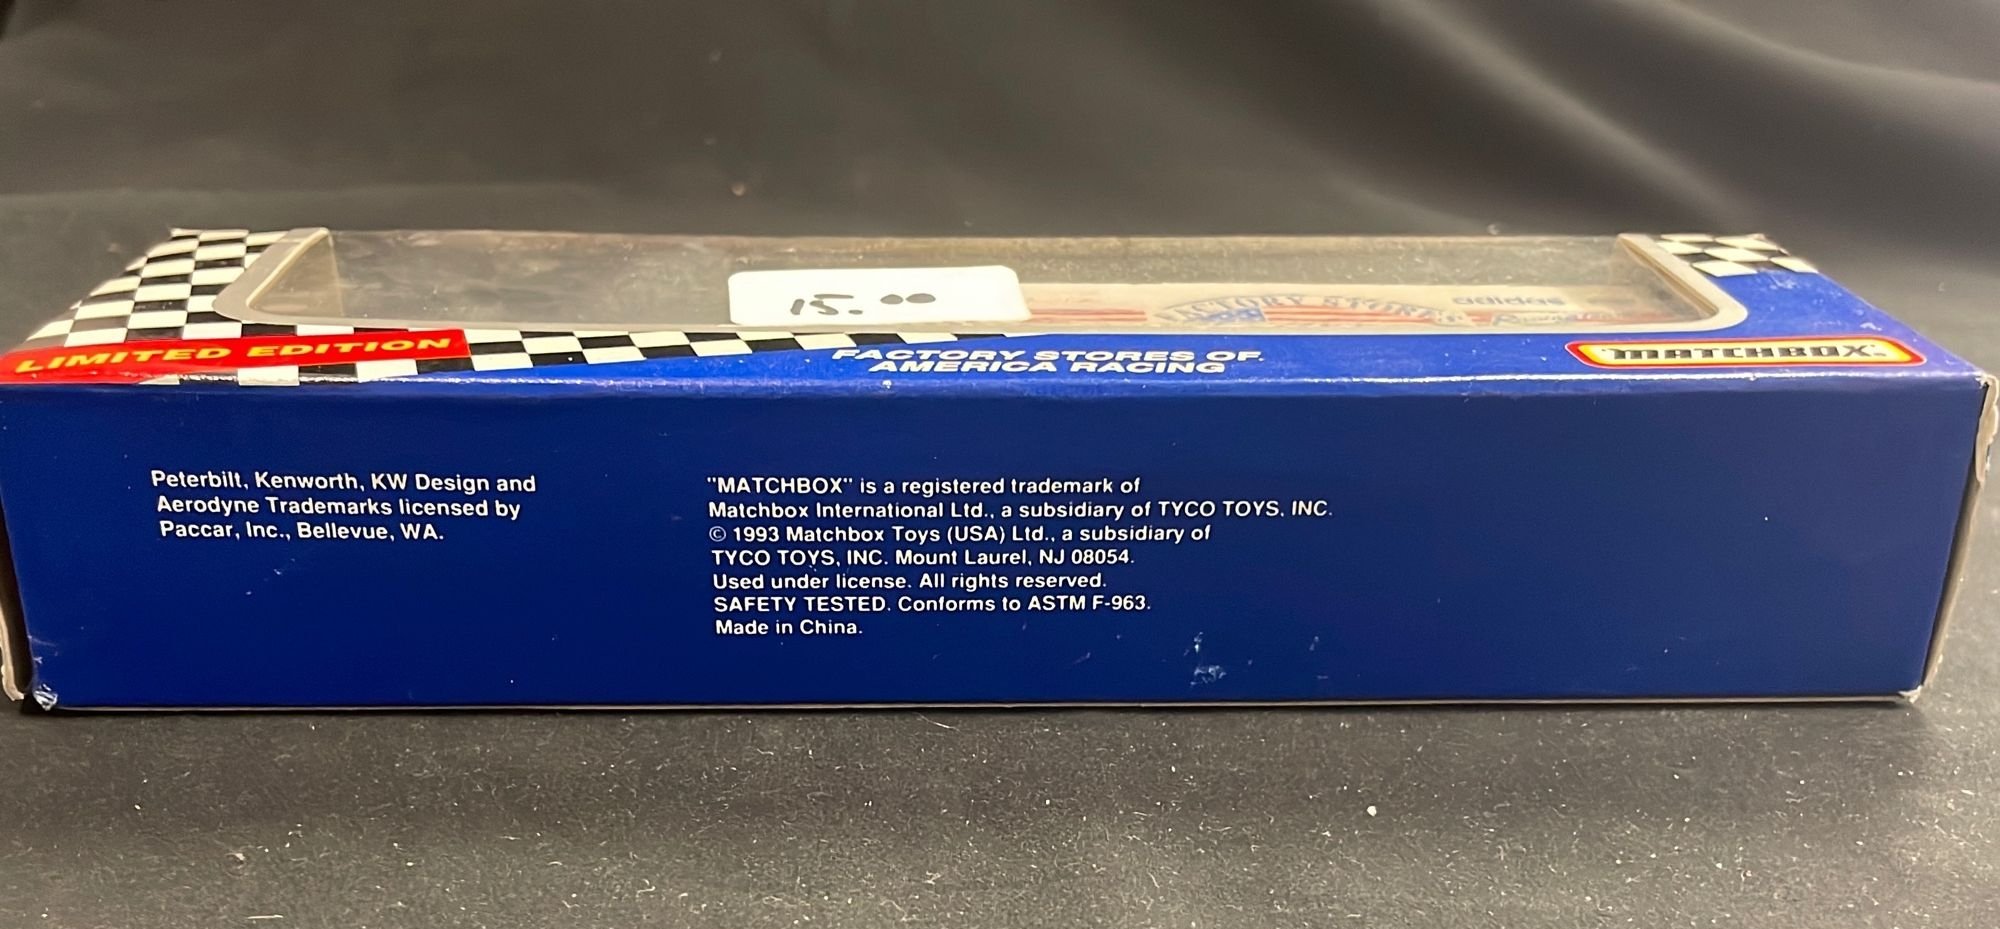 15.00
FACTORY STORES
adidas
LIMITED EDITION
FACTORY STORES OF
AMERICA RACING
MATCHBOX
Peterbilt, Kenworth, KW Design and
Aerodyne Trademarks licensed by
Paccar, Inc., Bellevue, WA.
"MATCHBOX" is a registered trademark of
Matchbox International Ltd., a subsidiary of TYCO TOYS, INC.
© 1993 Matchbox Toys (USA) Ltd., a subsidiary of
TYCO TOYS, INC. Mount Laurel, NJ 08054.
Used under license. All rights reserved.
SAFETY TESTED. Conforms to ASTM F-963.
Made in China.